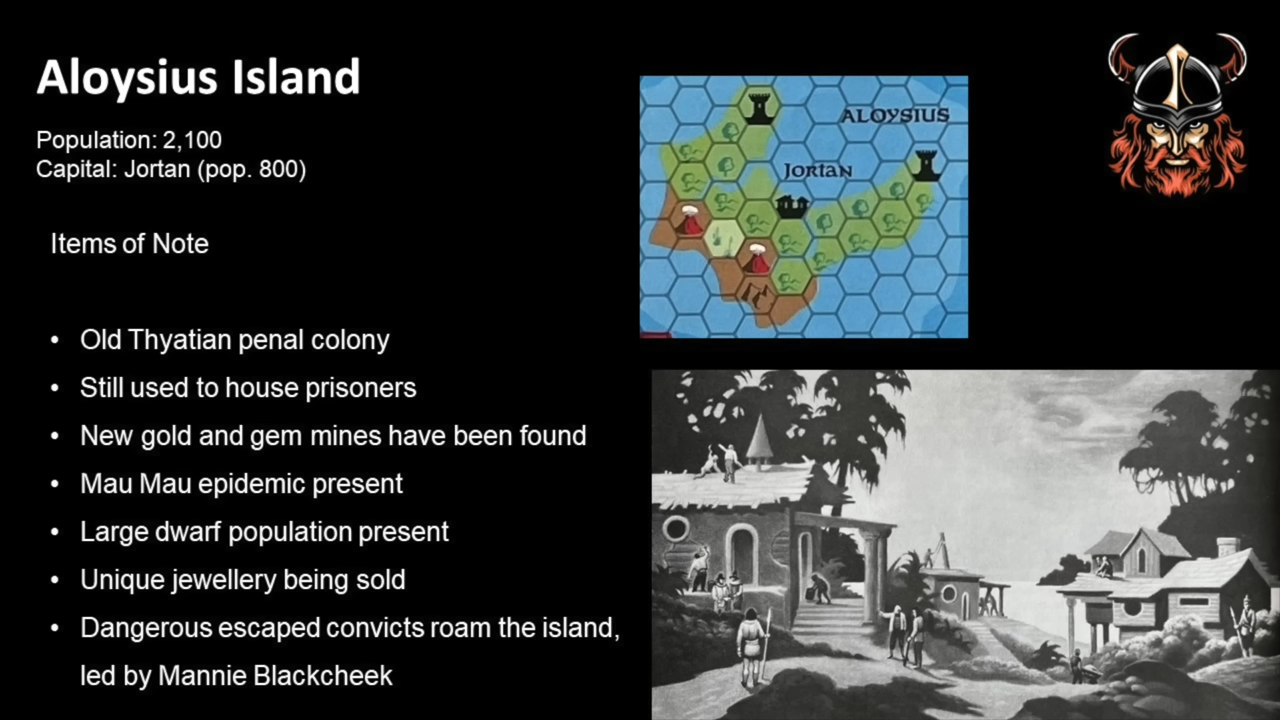 Aloysius Island
Population: 2,100
Capital: Jortan (pop. 800)
Items of Note
• Old Thyatian penal colony
• Still used to house prisoners
• New gold and gem mines have been found
• Mau Mau epidemic present
• Large dwarf population present
• Unique jewellery being sold
• Dangerous escaped convicts roam the island,
led by Mannie Blackcheek
ALOYSIUS
Jortan